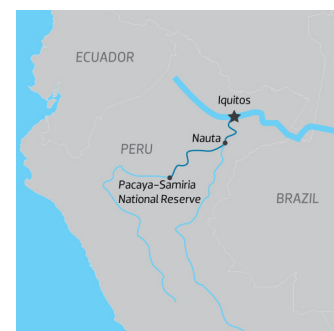 ECUADOR
Iquitos
Nauta
PERU
Pacaya-Samiria
National Reserve
BRAZIL